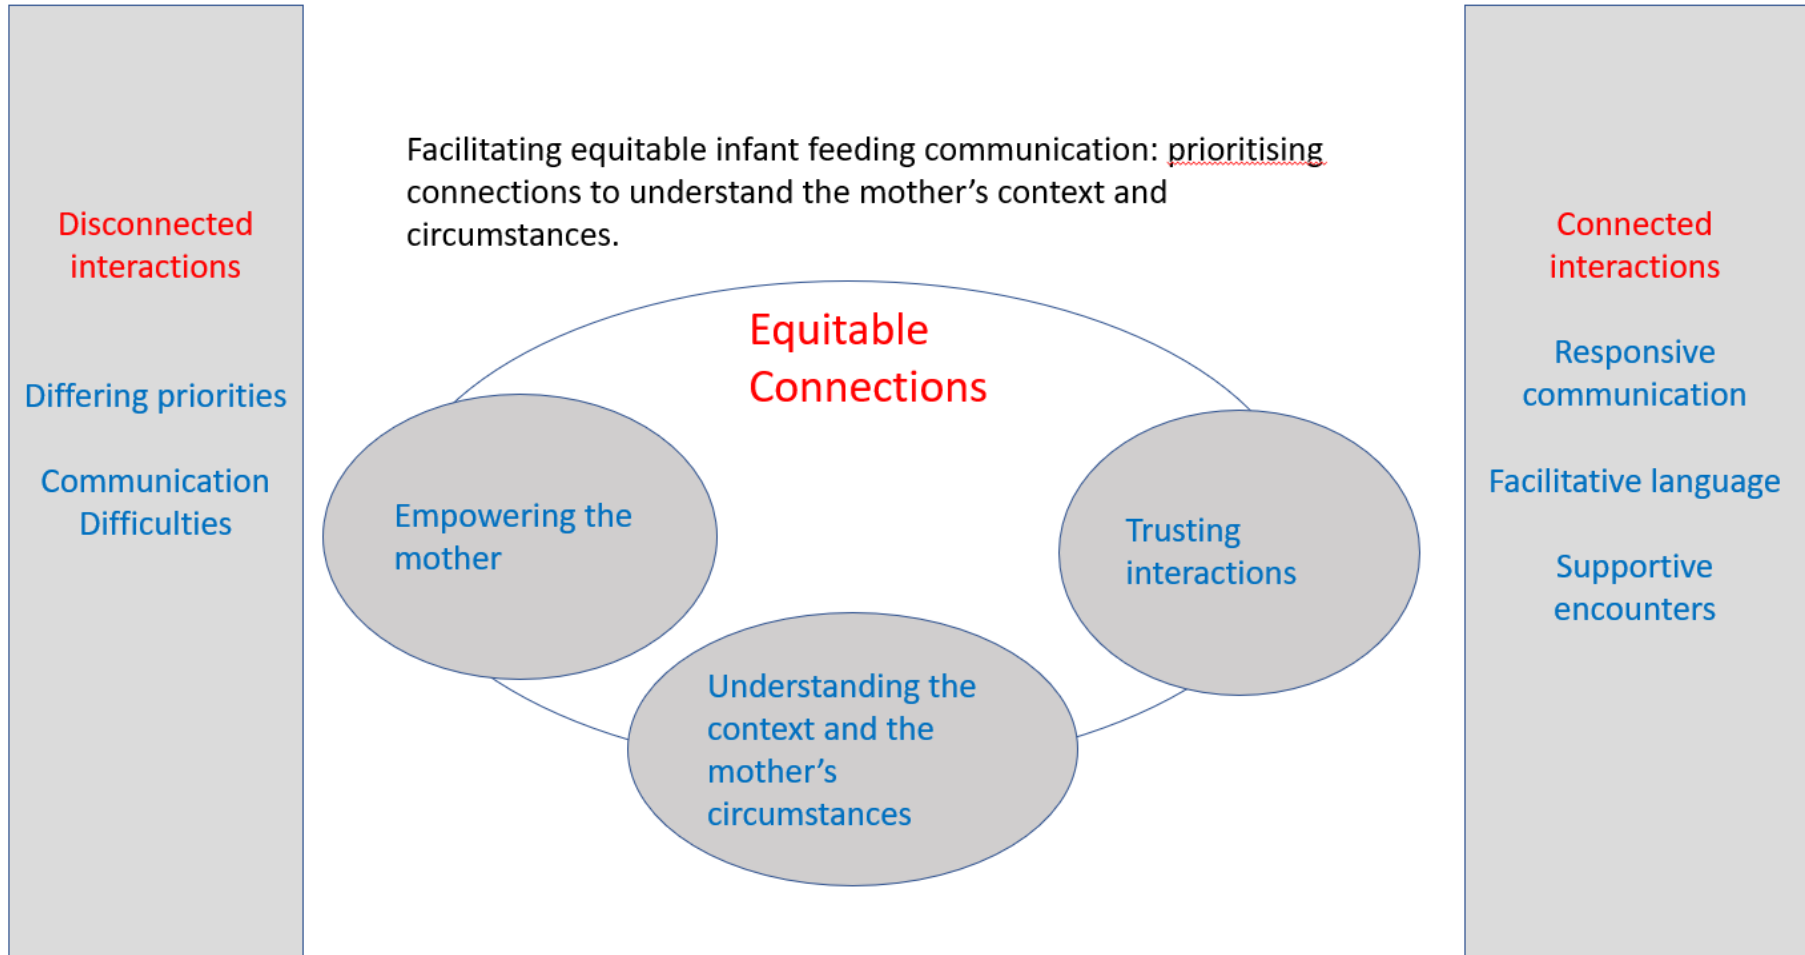 Disconnected
interactions
Differing priorities
Communication
Difficulties
Facilitating equitable infant feeding communication: prioritising
connections to understand the mother’s context and
circumstances.
Equitable
Connections
Empowering the
mother
Understanding the
context and the
mother’s
circumstances
Trusting
interactions
Connected
interactions
Responsive
communication
Facilitative language
Supportive
encounters